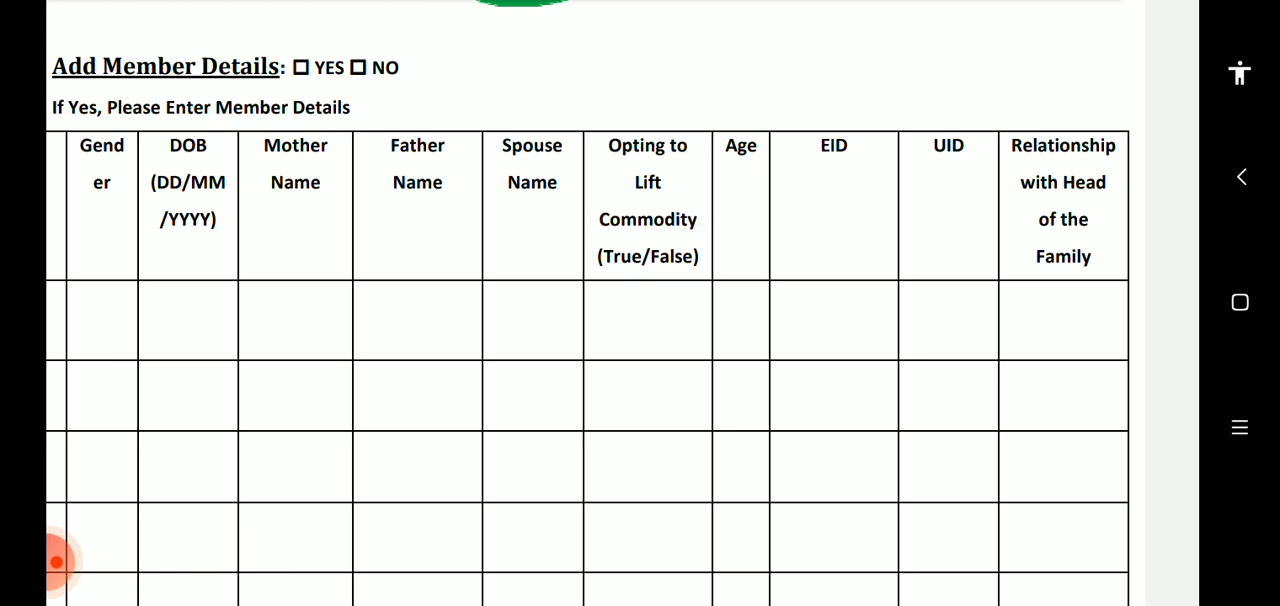 Add Member Details: ☐ YES ☐ NO
If Yes, Please Enter Member Details
Gend
er
DOB
(DD/MM
/YYYY)
Mother
Name
Father
Name
Spouse
Name
Opting to
Lift
Commodity
(True/False)
Age
EID
UID
Relationship
with Head
of the
Family